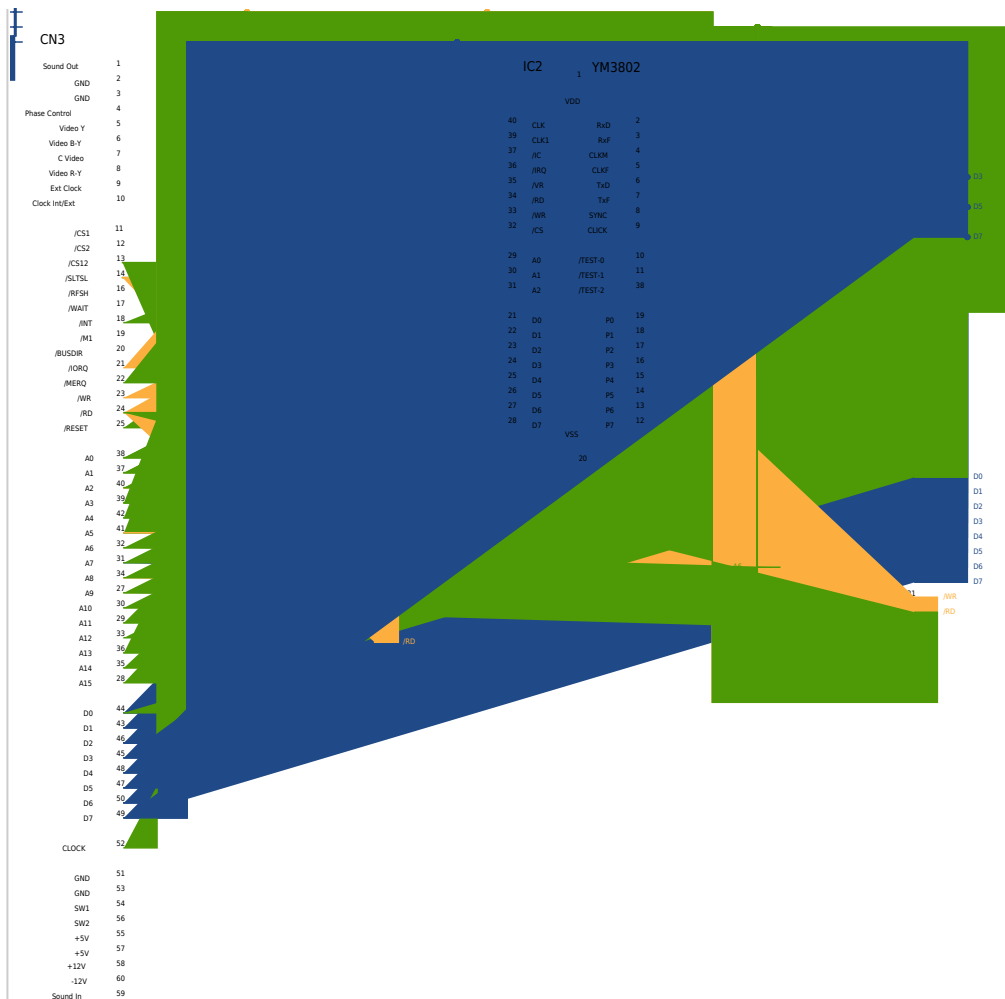 CN3
Sound Out 1
GND 2
GND 3
Phase Control 4
Video Y 5
Video B-Y 6
C Video 7
Video R-Y 8
Ext Clock 9
Clock Int/Ext 10
/CS1 11
/CS2 12
/CS12 13
/SLTSL 14
/RFSH 16
/WAIT 17
/INT 18
/M1 19
/BUSDIR 20
/IORQ 21
/MERQ 22
/WR 23
/RD 24
/RESET 25
A0 38
A1 37
A2 40
A3 39
A4 42
A5 41
A6 32
A7 31
A8 34
A9 27
A10 30
A11 29
A12 33
A13 36
A14 35
A15 28
D0 44
D1 43
D2 46
D3 45
D4 48
D5 47
D6 50
D7 49
CLOCK 52
GND 51
GND 53
SW1 54
SW2 56
+5V 55
+5V 57
+12V 58
-12V 60
Sound In 59
IC2 YM3802
1
VDD
40 CLK RxD 2
39 CLK1 RxF 3
37 /IC CLKM 4
36 /IRQ CLKF 5
35 /VR TxD 6
34 /RD TxF 7
33 /WR SYNC 8
32 /CS CLICK 9
29 A0 /TEST-0 10
30 A1 /TEST-1 11
31 A2 /TEST-2 38
21 D0 P0 19
22 D1 P1 18
23 D2 P2 17
24 D3 P3 16
25 D4 P4 15
26 D5 P5 14
27 D6 P6 13
28 D7 P7 12
VSS
20
D3
D5
D7
D0
D1
D2
D3
D4
D5
D6
D7
/WR
/RD
/RD